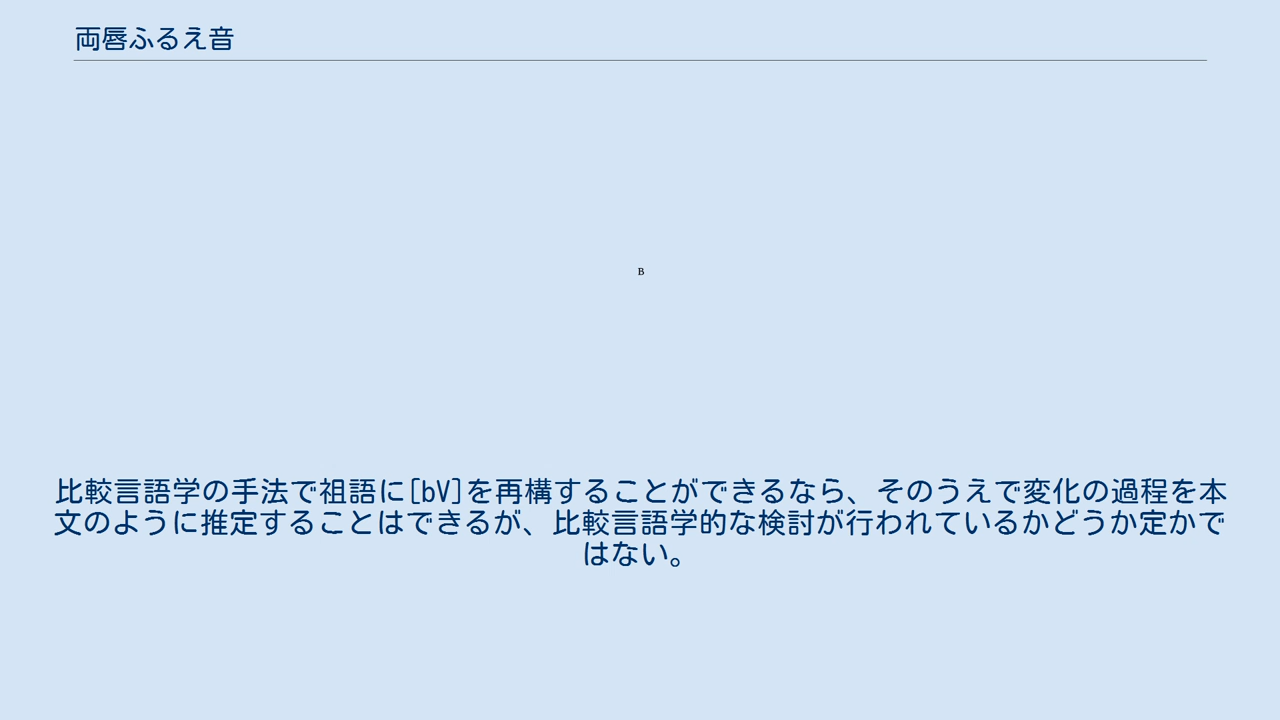 両唇ふるえ音
B
比較言語学の手法で祖語に[bV]を再構することができるなら、そのうえで変化の過程を本
文のように推定することはできるが、比較言語学的な検討が行われているかどうか定かで
はない。